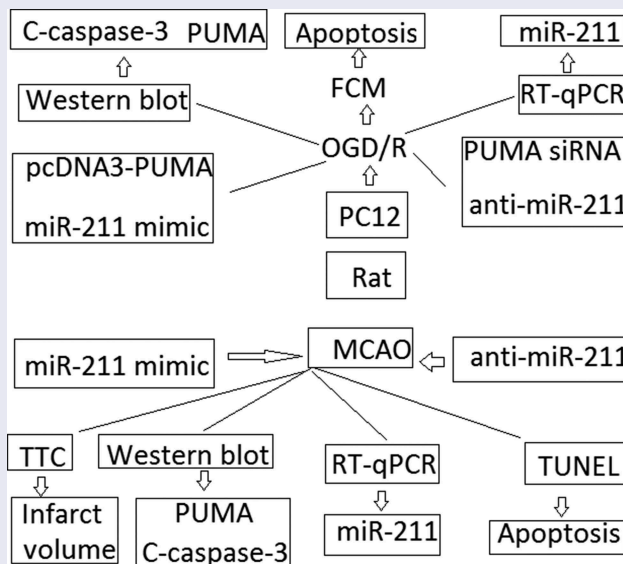 C-caspase-3 PUMA
Apoptosis
miR-211
Western blot
FCM
RT-qPCR
OGD/R
pcDNA3-PUMA
miR-211 mimic
PUMA siRNA
anti-miR-211
PC12
Rat
miR-211 mimic
MCAO
anti-miR-211
TTC
Western blot
RT-qPCR
TUNEL
Infarct
volume
PUMA
C-caspase-3
miR-211
Apoptosis